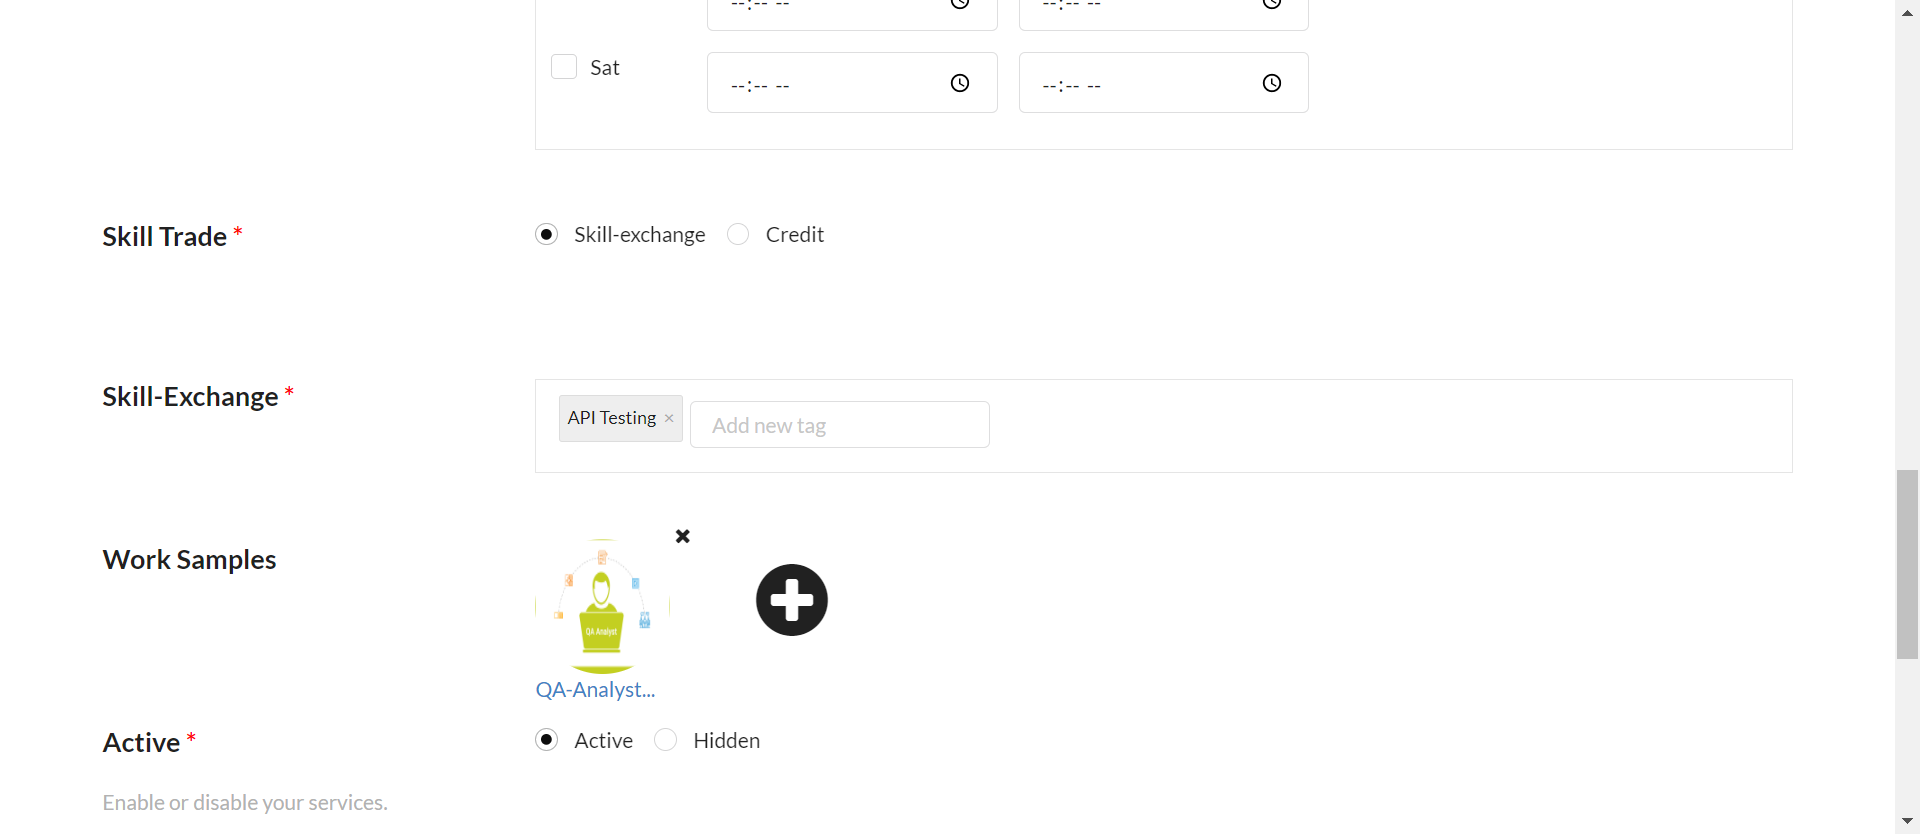 --:-- -- --:-- --
Sat --:-- -- --:-- --
Skill Trade * Skill-exchange Credit
Skill-Exchange *
API Testing × Add new tag
Work Samples
QA Analyst
QA-Analyst...
Active * Active Hidden
Enable or disable your services.